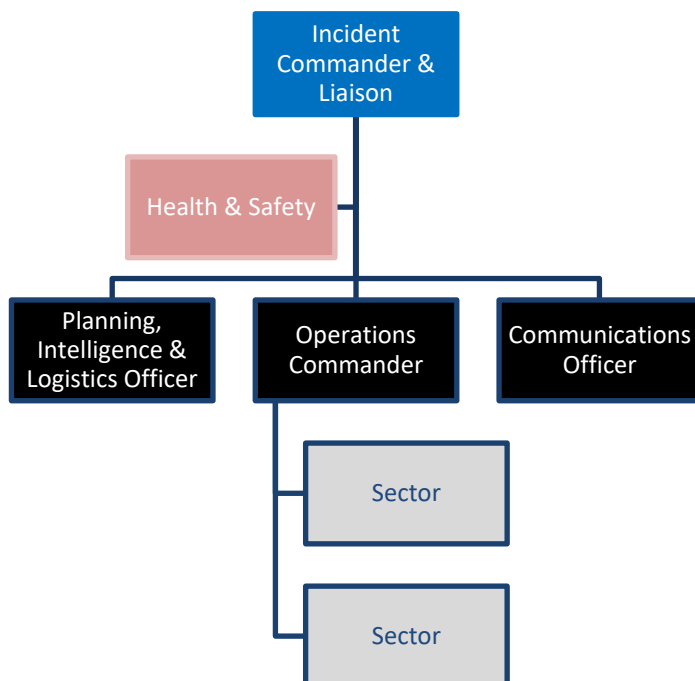 Incident
Commander &
Liaison
Health & Safety
Planning,
Intelligence &
Logistics Officer
Operations
Commander
Communications
Officer
Sector
Sector